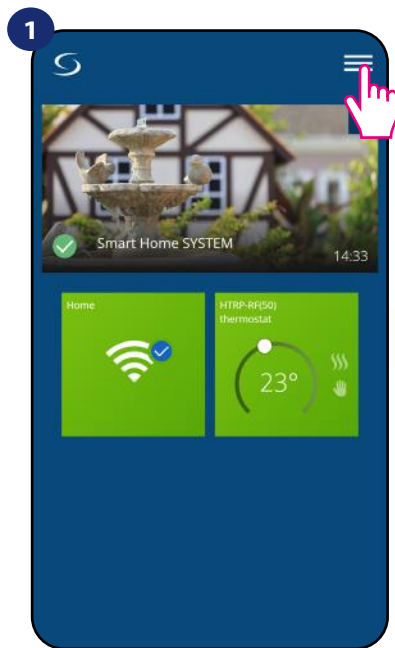 1
Smart Home SYSTEM
14:33
Home
HTRP-RF(50)
thermostat
23°